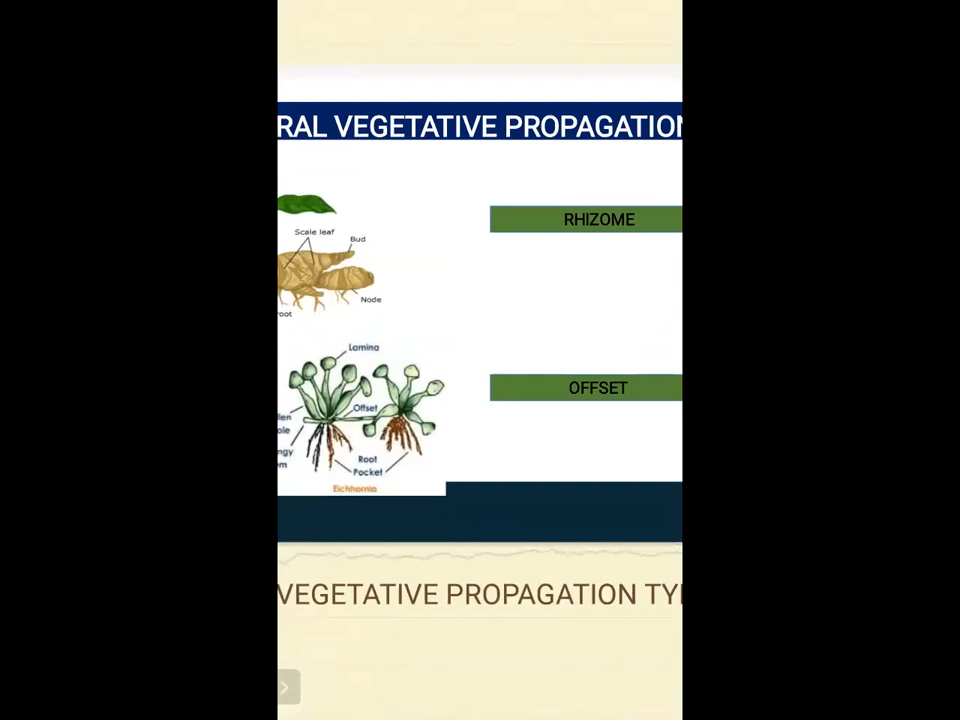 RAL VEGETATIVE PROPAGATION
RHIZOME
Scale leaf
Bud
Node
root
Lamina
OFFSET
Offset
Root
Pocket
Eichhornia
VEGETATIVE PROPAGATION TY